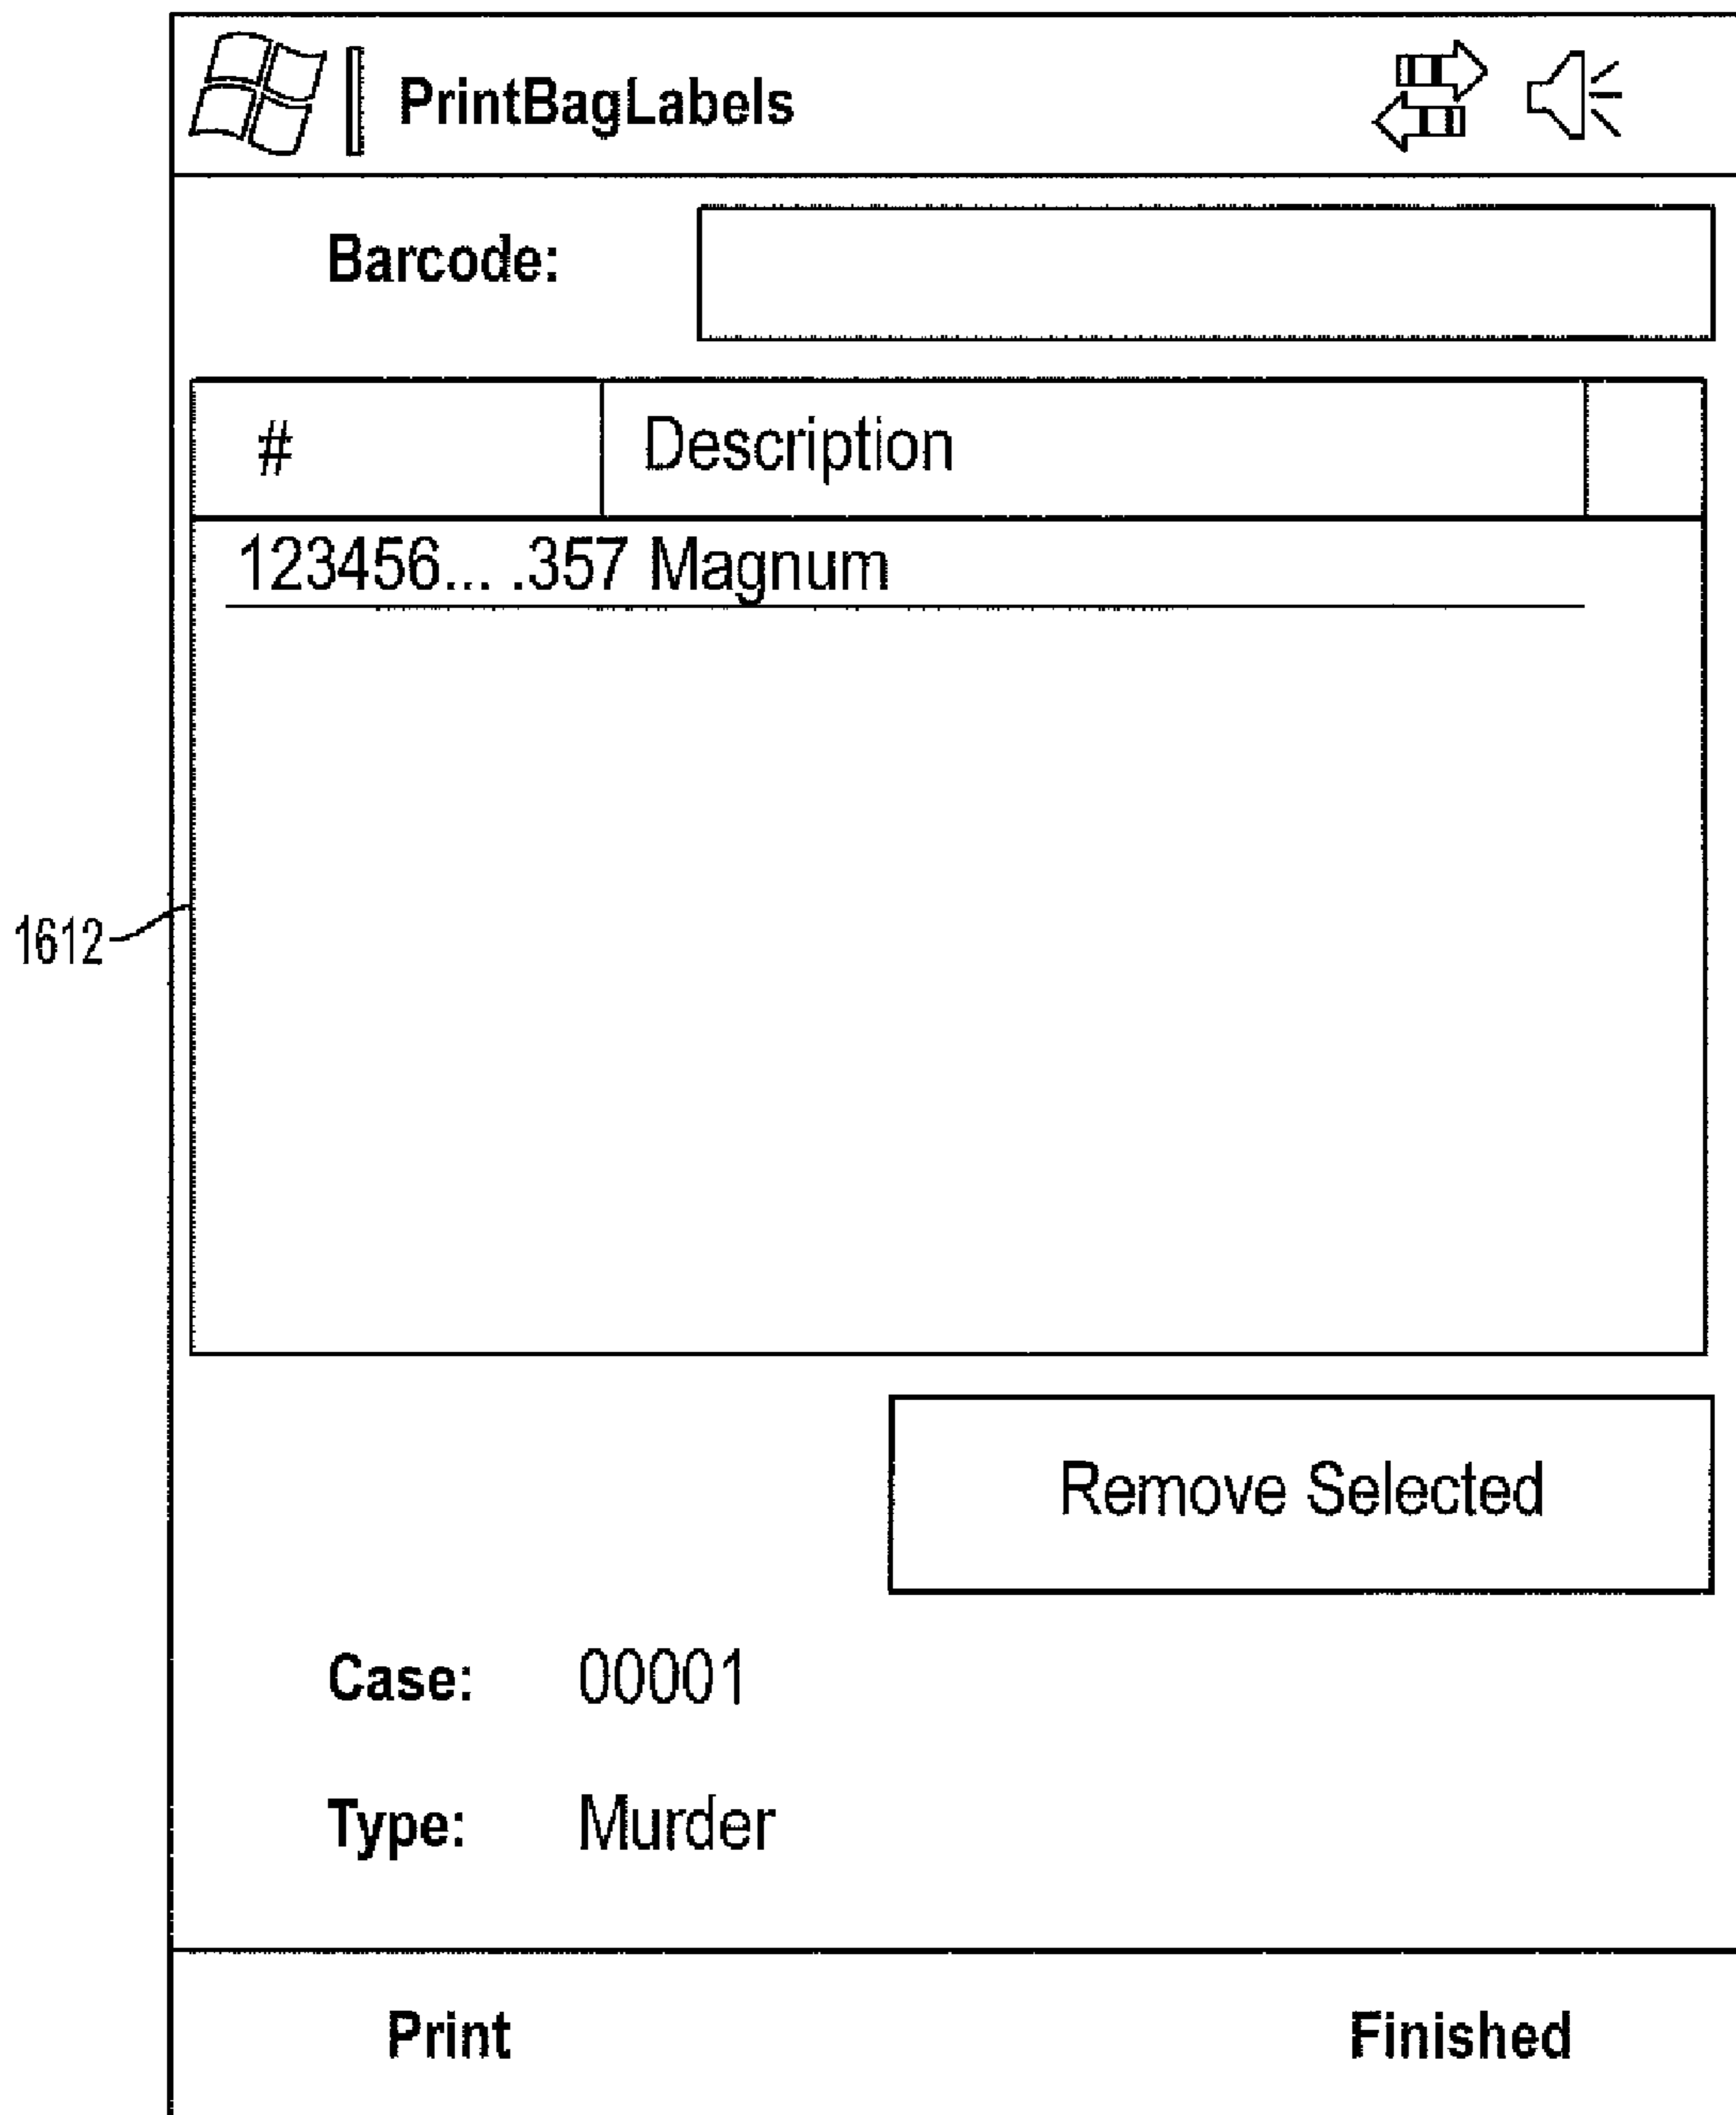 PrintBagLabels
Barcode:
# Description
123456... .357 Magnum
1612
Remove Selected
Case: 00001
Type: Murder
Print Finished